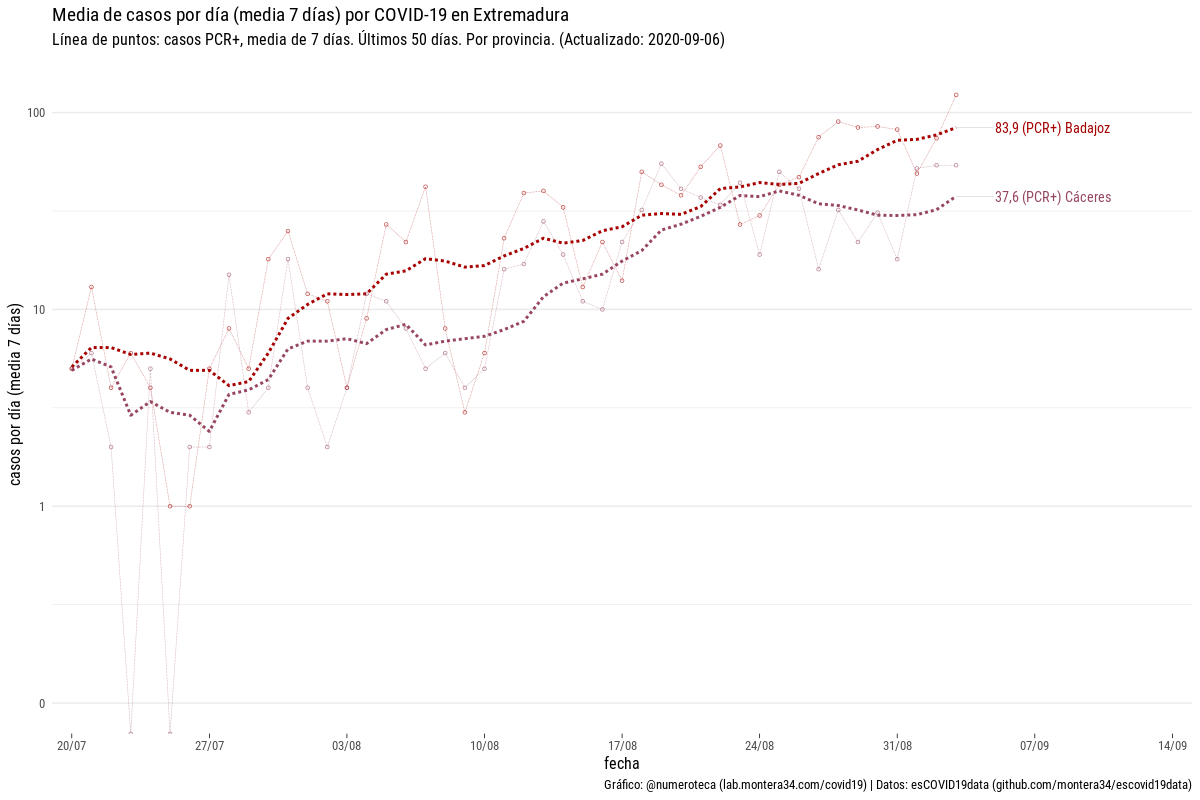 Media de casos por día (media 7 días) por COVID-19 en Extremadura
Línea de puntos: casos PCR+, media de 7 días. Últimos 50 días. Por provincia. (Actualizado: 2020-09-06)
casos por día (media 7 días)
100
10
1
0
83,9 (PCR+) Badajoz
37,6 (PCR+) Cáceres
20/07 27/07 03/08 10/08 17/08 24/08 31/08 07/09 14/09
fecha
Gráfico: @numeroteca (lab.montera34.com/covid19) | Datos: esCOVID19data (github.com/montera34/escovid19data)